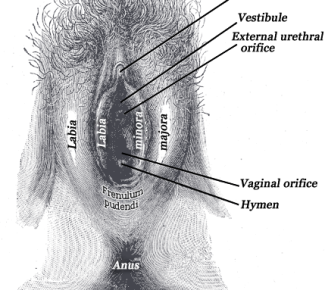 Vestibule
External urethral
orifice
Labia
Labia
minora
majora
Vaginal orifice
Frenulum
pudendi
Hymen
Anus